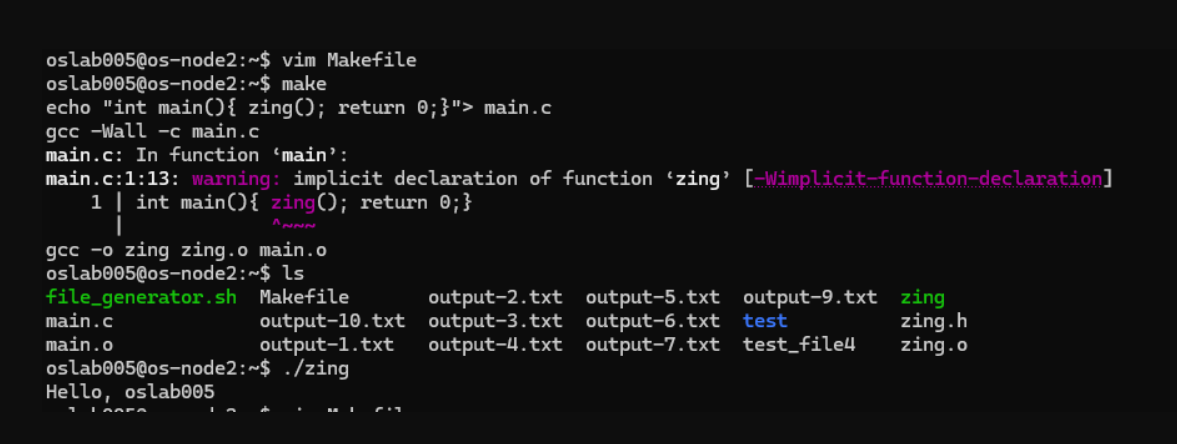 oslab005@os-node2:~$ vim Makefile
oslab005@os-node2:~$ make
echo "int main(){ zing(); return 0;}"> main.c
gcc -Wall -c main.c
main.c: In function ‘main’:
main.c:1:13: warning: implicit declaration of function ‘zing’ [-Wimplicit-function-declaration]
    1 | int main(){ zing(); return 0;}
      |             ^~~~
gcc -o zing zing.o main.o
oslab005@os-node2:~$ ls
file_generator.sh  Makefile       output-2.txt  output-5.txt  output-9.txt  zing
main.c             output-10.txt  output-3.txt  output-6.txt  test          zing.h
main.o             output-1.txt   output-4.txt  output-7.txt  test_file4    zing.o
oslab005@os-node2:~$ ./zing
Hello, oslab005